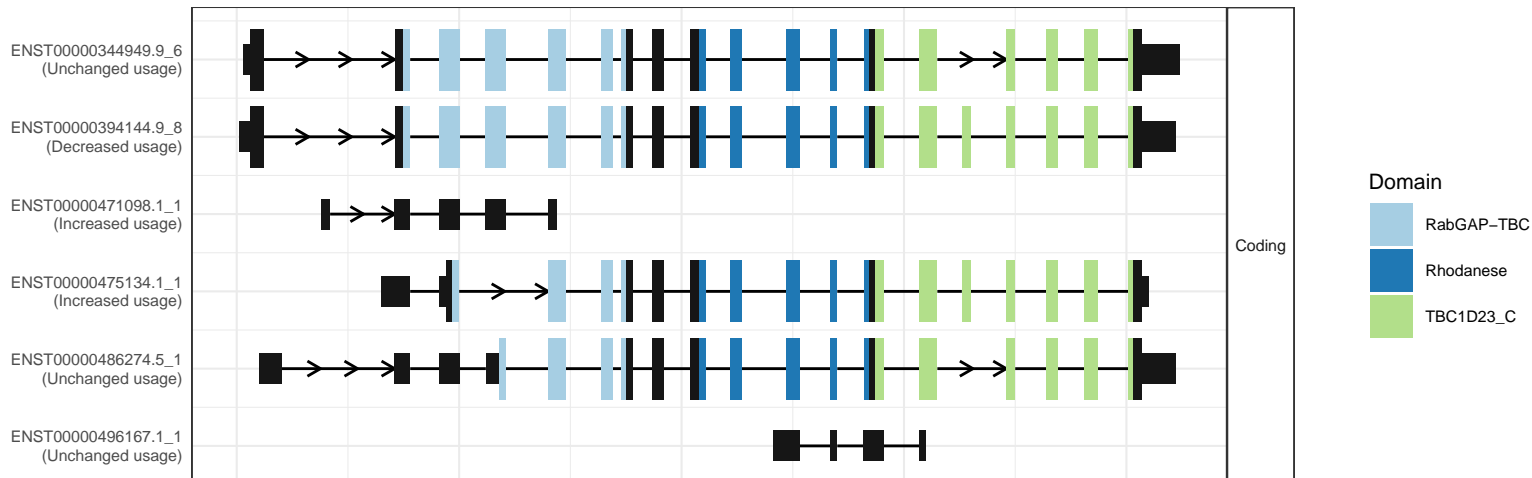 ENST00000344949.9_6
(Unchanged usage)
ENST00000394144.9_8
(Decreased usage)
ENST00000471098.1_1
(Increased usage)
ENST00000475134.1_1
(Increased usage)
ENST00000486274.5_1
(Unchanged usage)
ENST00000496167.1_1
(Unchanged usage)
Coding
Domain
RabGAP−TBC
Rhodanese
TBC1D23_C